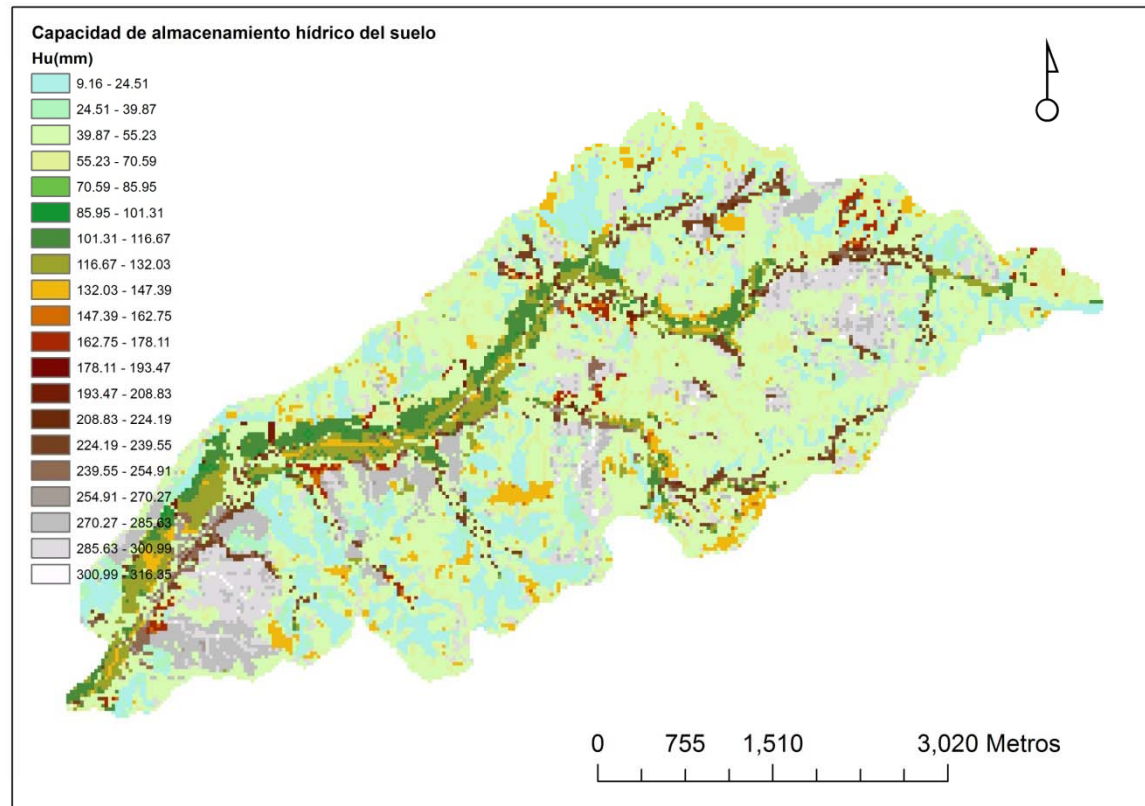 Capacidad de almacenamiento hídrico del suelo
Hu(mm)
9.16 - 24.51
24.51 - 39.87
39.87 - 55.23
55.23 - 70.59
70.59 - 85.95
85.95 - 101.31
101.31 - 116.67
116.67 - 132.03
132.03 - 147.39
147.39 - 162.75
162.75 - 178.11
178.11 - 193.47
193.47 - 208.83
208.83 - 224.19
224.19 - 239.55
239.55 - 254.91
254.91 - 270.27
270.27 - 285.63
285.63 - 300.99
300.99 - 316.35
0 755 1,510 3,020 Metros